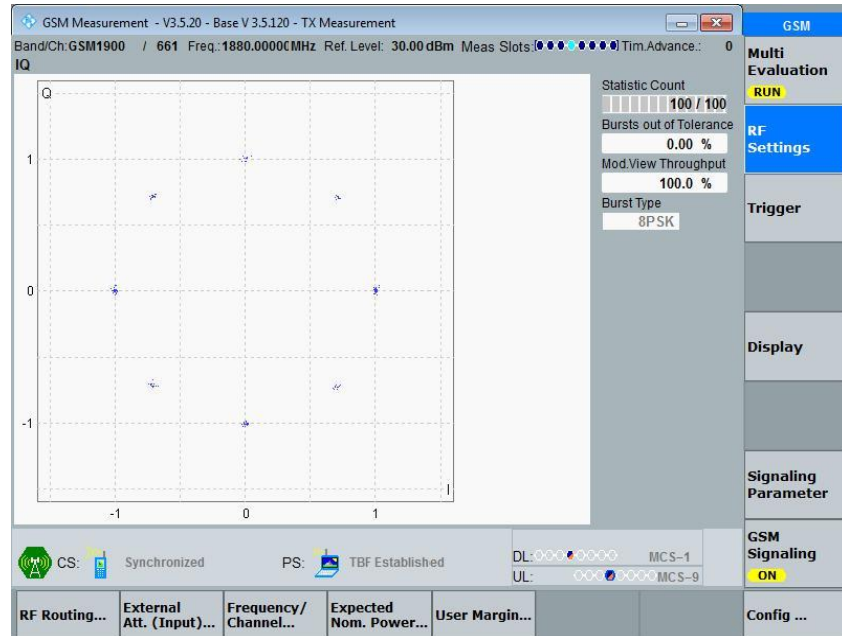 GSM Measurement - V3.5.20 - Base V 3.5.120 - TX Measurement
Band/Ch:GSM1900 / 661 Freq.:1880.0000 MHz Ref. Level: 30.00 dBm Meas Slots: Tim.Advance.: 0
IQ
Q
1
0
-1
-1 0 1
I
Statistic Count
100 / 100
Bursts out of Tolerance
0.00 %
Mod.View Throughput
100.0 %
Burst Type
8PSK
GSM
Multi
Evaluation
RUN
RF
Settings
Trigger
Display
Signaling
Parameter
GSM
Signaling
ON
CS: Synchronized PS: TBF Established
DL: MCS-1
UL: MCS-9
RF Routing...
External
Att. (Input)...
Frequency/
Channel...
Expected
Nom. Power...
User Margin...
Config ...